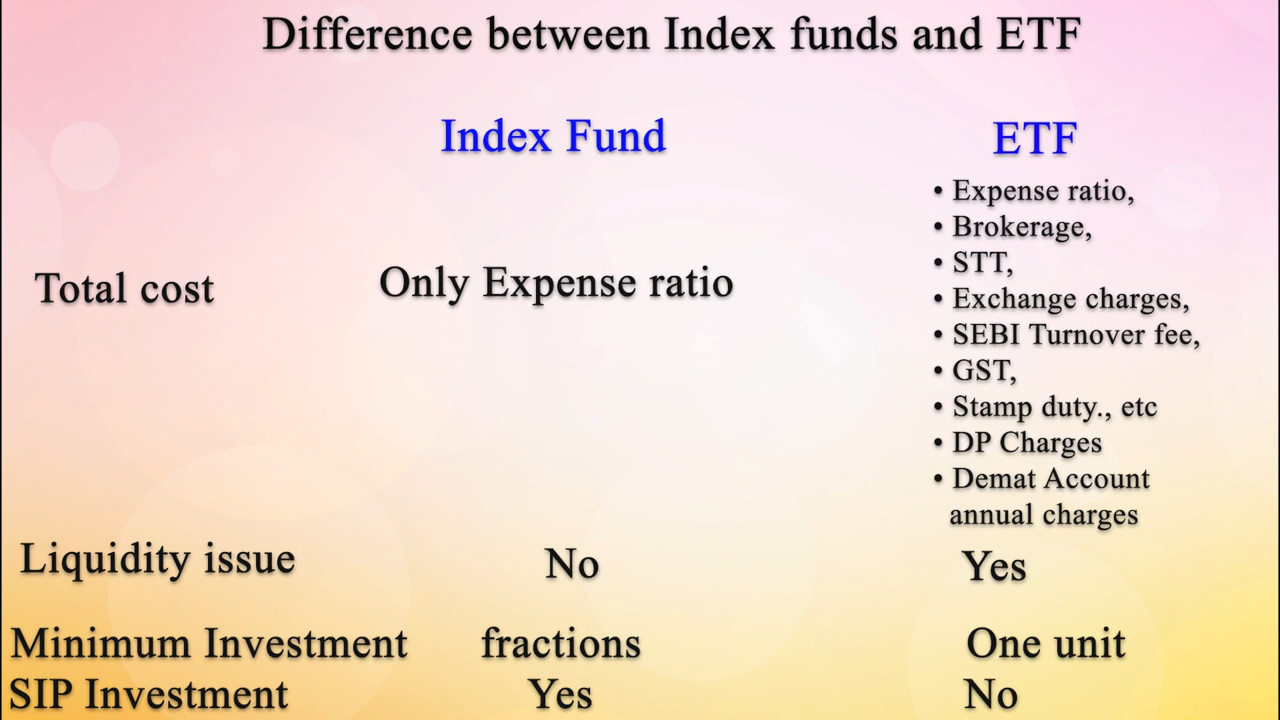 Difference between Index funds and ETF
Index Fund ETF
Total cost Only Expense ratio
• Expense ratio,
• Brokerage,
• STT,
• Exchange charges,
• SEBI Turnover fee,
• GST,
• Stamp duty., etc
• DP Charges
• Demat Account
annual charges
Liquidity issue No Yes
Minimum Investment fractions One unit
SIP Investment Yes No